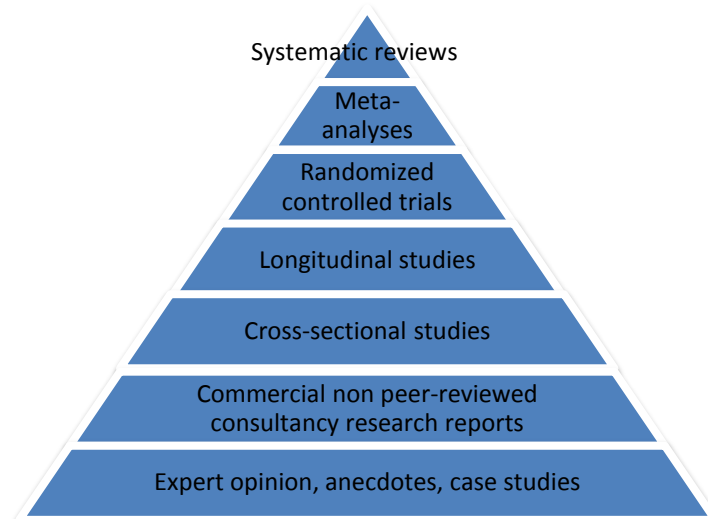 Systematic reviews
Meta-
analyses
Randomized
controlled trials
Longitudinal studies
Cross-sectional studies
Commercial non peer-reviewed
consultancy research reports
Expert opinion, anecdotes, case studies